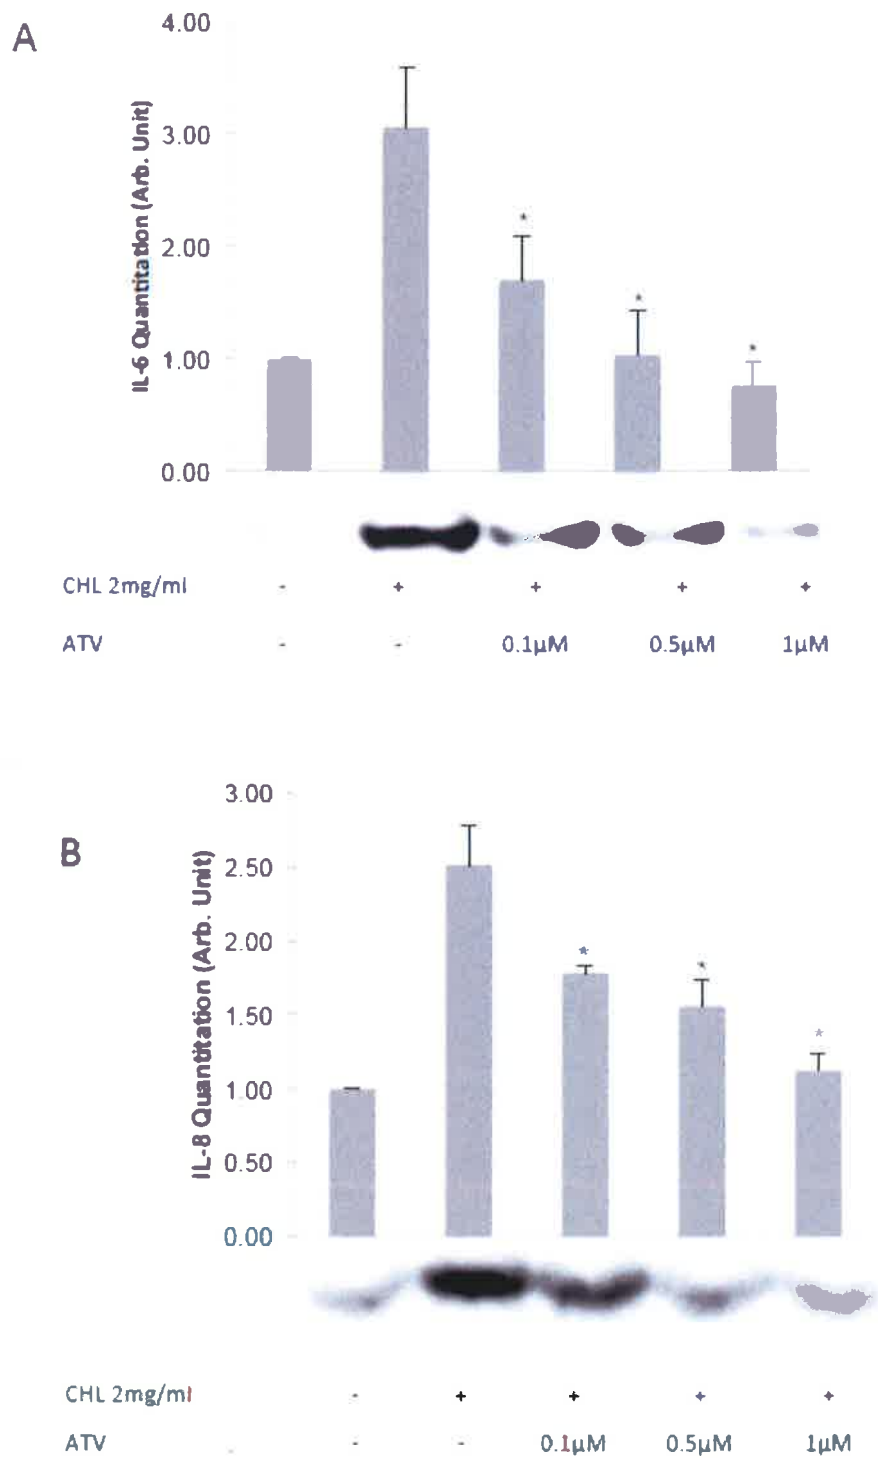 A
4.00
3.00
2.00
1.00
0.00
IL-6 Quantitation (Arb. Unit)
*
*
*
CHL 2mg/ml - + + + +
ATV - - 0.1µM 0.5µM 1µM
B
3.00
2.50
2.00
1.50
1.00
0.50
0.00
IL-8 Quantitation (Arb. Unit)
*
*
*
CHL 2mg/ml - + + + +
ATV - - 0.1µM 0.5µM 1µM